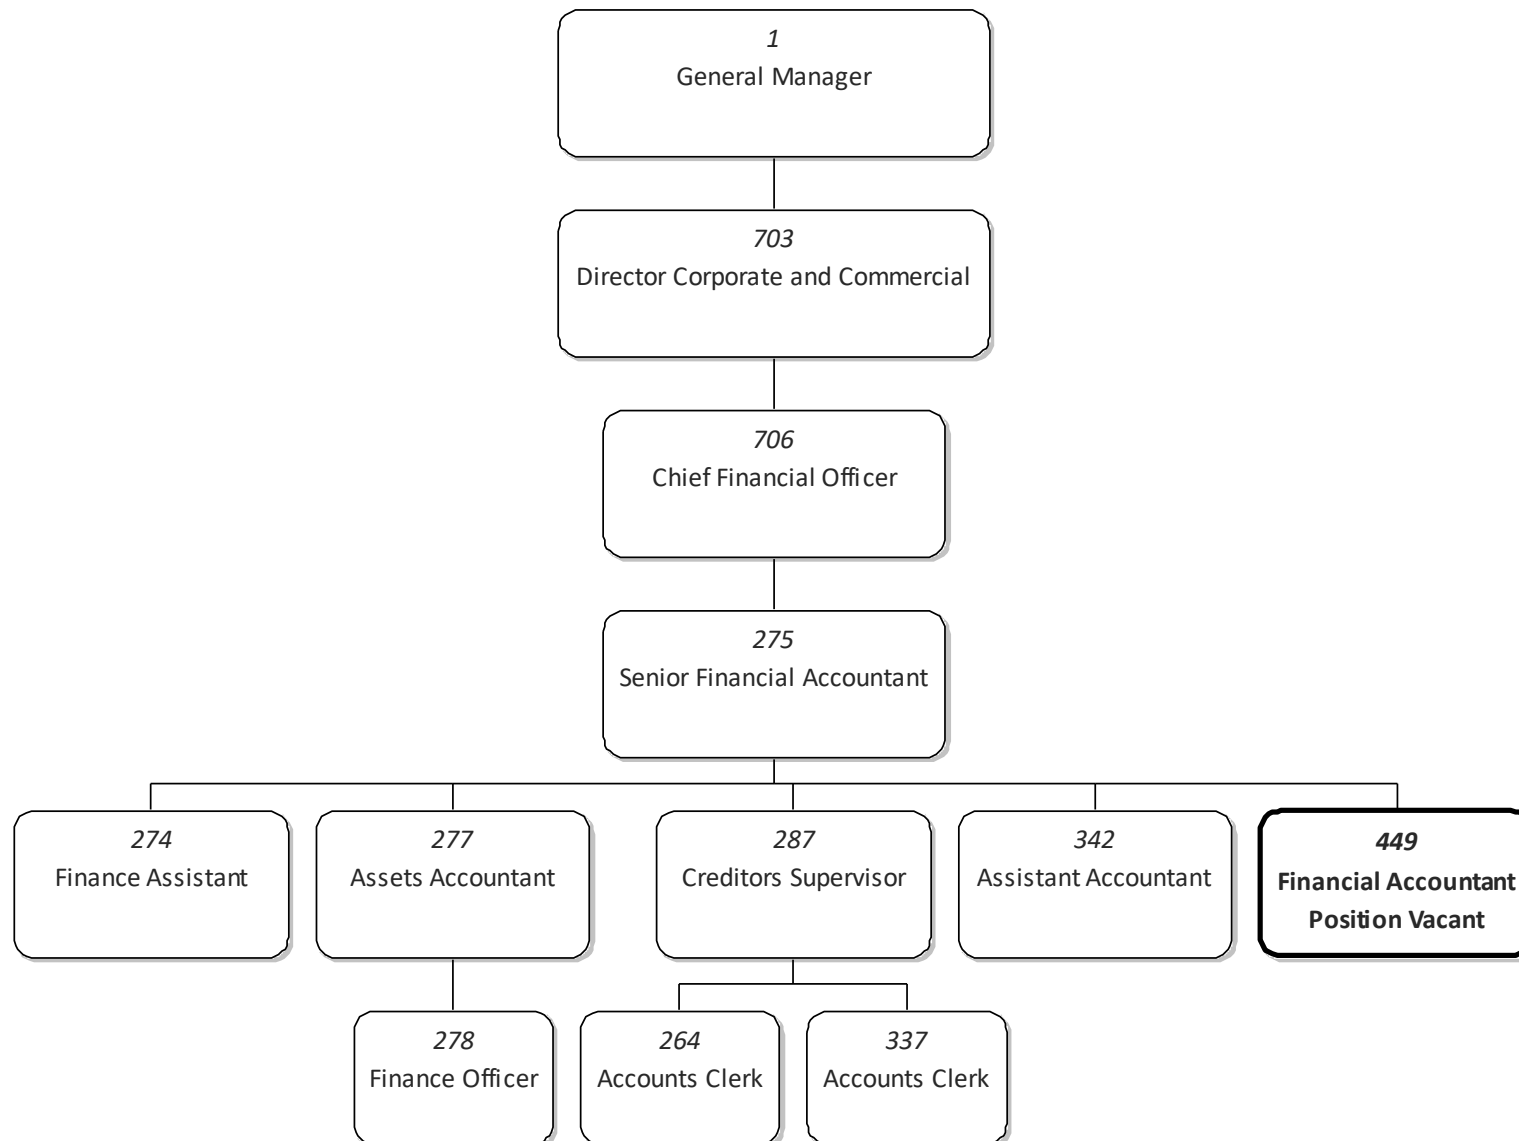 1
General Manager
703
Director Corporate and Commercial
706
Chief Financial Officer
275
Senior Financial Accountant
274
Finance Assistant
277
Assets Accountant
287
Creditors Supervisor
342
Assistant Accountant
449
Financial Accountant
Position Vacant
278
Finance Officer
264
Accounts Clerk
337
Accounts Clerk